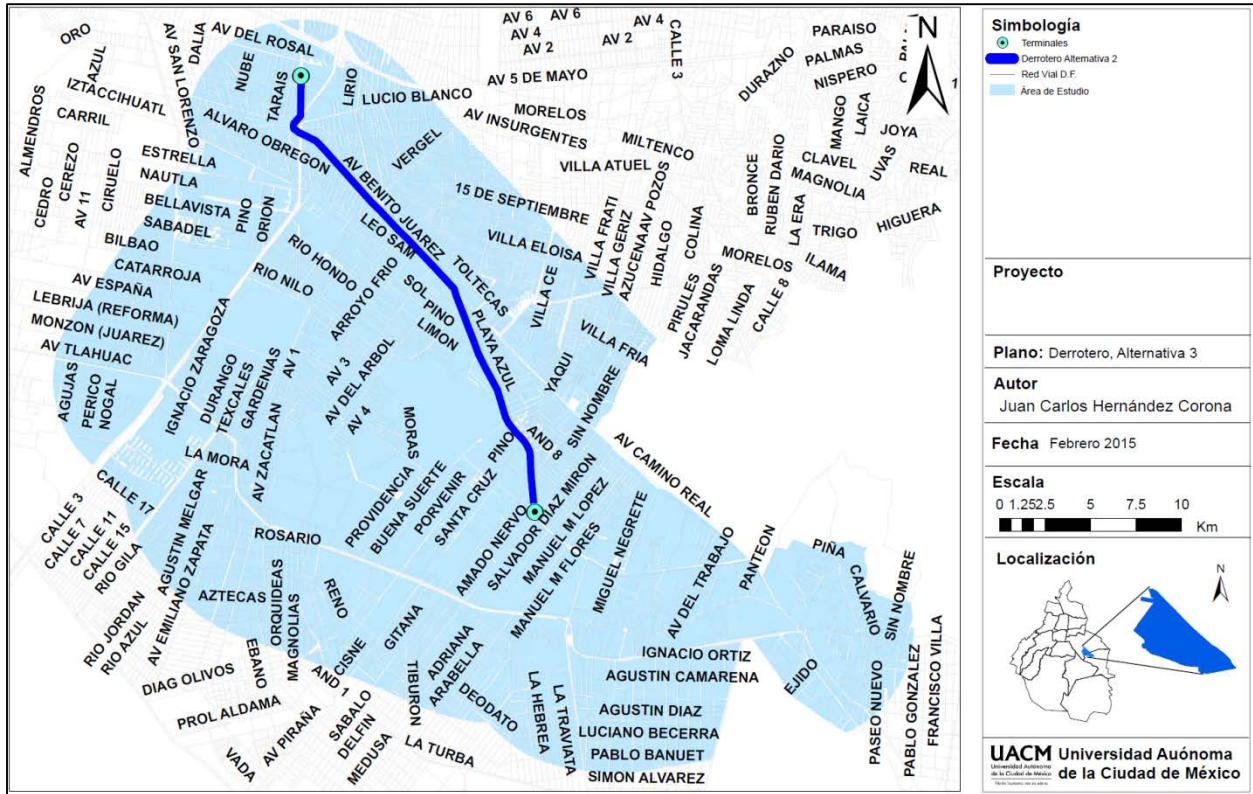 ORO
AZUL
IZTACCIHUATL
CARRIL
ALMENDROS
CEDRO
CEREZO
AV 11
CIRUELO
AV SAN LORENZO
DALIA
AV DEL ROSAL
NUBE
TARAIS
LIRIO
LUCIO BLANCO
ALVARO OBREGON
ESTRELLA
NAUTLA
BELLAVISTA
SABADEL
BILBAO
PINO
ORION
CATARROJA
AV ESPAÑA
LEBRIJA (REFORMA)
MONZON (JUAREZ)
AV TLAHUAC
AGUJAS
PERICO
NOGAL
AV 6
AV 6
AV 4
AV 4
AV 2
AV 2
CALLE 3
AV 5 DE MAYO
MORELOS
AV INSURGENTES
MILTENCO
VILLA ATUEL
VERGEL
15 DE SEPTIEMBRE
VILLA ELOISA
VILLA FRATI
VILLA GERIZ
AZUCENA
AV POZOS
HIDALGO
COLINA
PIRULES
JACARANDAS
LOMA LINDA
MORELOS
CALLE 8
DURAZNO
PARAISO
PALMAS
NISPERO
MANGO
LAICA
JOYA
UVAS
REAL
CLAVEL
MAGNOLIA
BRONCE
RUBEN DARIO
LA ERA
TRIGO
ILAMA
HIGUERA
N
1
AV BENITO JUAREZ
LEO SAM
TOLTECAS
RIO HONDO
RIO NILO
ARROYO FRIO
SOL
PINO
LIMON
PLAYA AZUL
VILLA CE
VILLA FRIA
YAQUI
SIN NOMBRE
IGNACIO ZARAGOZA
DURANGO
TEXCALES
GARDENIAS
AV 1
AV 3
AV DEL ARBOL
AV 4
AV ZACATLAN
LA MORA
MORAS
PINO
AND 8
AV CAMINO REAL
PROVIDENCIA
BUENA SUERTE
PORVENIR
SANTA CRUZ
AMADO NERVO
SALVADOR DIAZ MIRON
MANUEL M LOPEZ
MANUEL M FLORES
MIGUEL NEGRETE
AV DEL TRABAJO
PANTEON
PIÑA
CALVARIO
SIN NOMBRE
CALLE 17
CALLE 3
CALLE 7
CALLE 11
CALLE 15
RIO GILA
RIO JORDAN
RIO AZUL
AGUSTIN MELGAR
AV EMILIANO ZAPATA
ROSARIO
AZTECAS
ORQUIDEAS
MAGNOLIAS
EBANO
RENO
CISNE
GITANA
AND 1
DIAG OLIVOS
PROL ALDAMA
VADA
AV PIRAÑA
SABALO
DELFIN
MEDUSA
TIBURON
ADRIANA
ARABELLA
DEODATO
LA TURBA
LA HEBREA
LA TRAVIATA
IGNACIO ORTIZ
AGUSTIN CAMARENA
AGUSTIN DIAZ
LUCIANO BECERRA
PABLO BANUET
SIMON ALVAREZ
EJIDO
PASEO NUEVO
PABLO GONZALEZ
FRANCISCO VILLA
Simbología
Terminales
Derrotero Alternativa 2
Red Vial D.F.
Área de Estudio
Proyecto
Plano: Derrotero, Alternativa 3
Autor
Juan Carlos Hernández Corona
Fecha Febrero 2015
Escala
0 1.252.5 5 7.5 10
Km
Localización
N
UACM
Universidad Autónoma
de la Ciudad de México
Universidad Auónoma
de la Ciudad de México